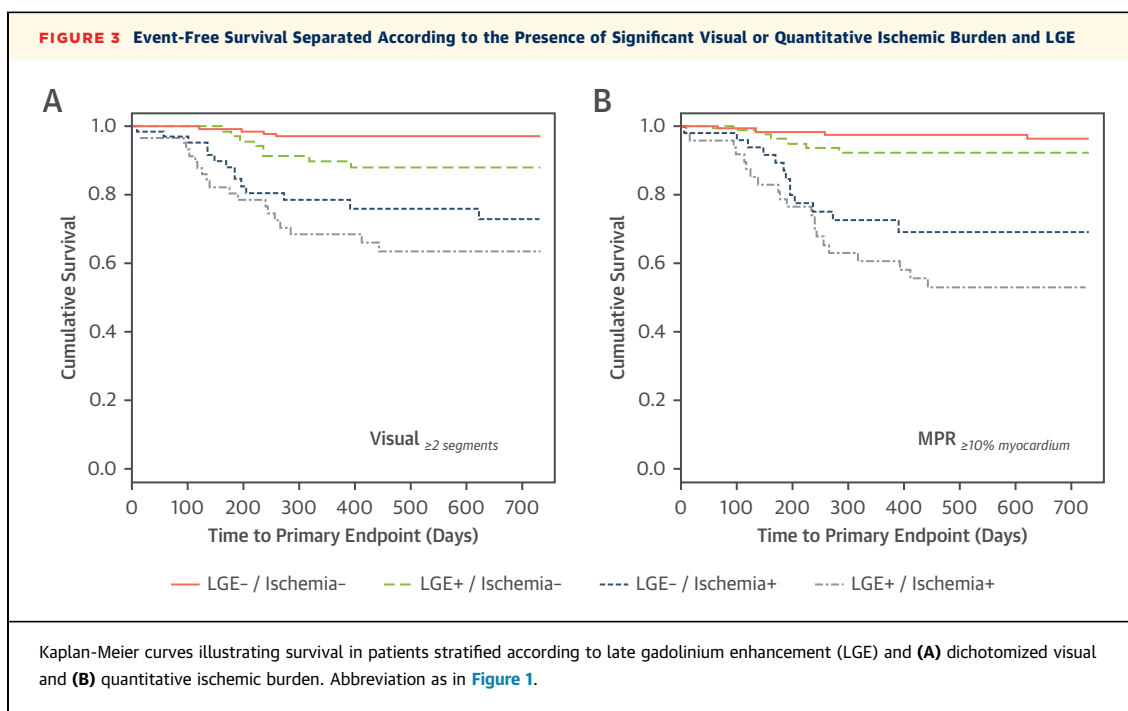 FIGURE 3 Event-Free Survival Separated According to the Presence of Significant Visual or Quantitative Ischemic Burden and LGE
A
1.0
0.8
0.6
0.4
0.2
0.0
Cumulative Survival
Visual ≥2 segments
0 100 200 300 400 500 600 700
Time to Primary Endpoint (Days)
B
1.0
0.8
0.6
0.4
0.2
0.0
Cumulative Survival
MPR ≥10% myocardium
0 100 200 300 400 500 600 700
Time to Primary Endpoint (Days)
LGE− / Ischemia− LGE+ / Ischemia− LGE− / Ischemia+ LGE+ / Ischemia+
Kaplan-Meier curves illustrating survival in patients stratified according to late gadolinium enhancement (LGE) and (A) dichotomized visual
and (B) quantitative ischemic burden. Abbreviation as in Figure 1.